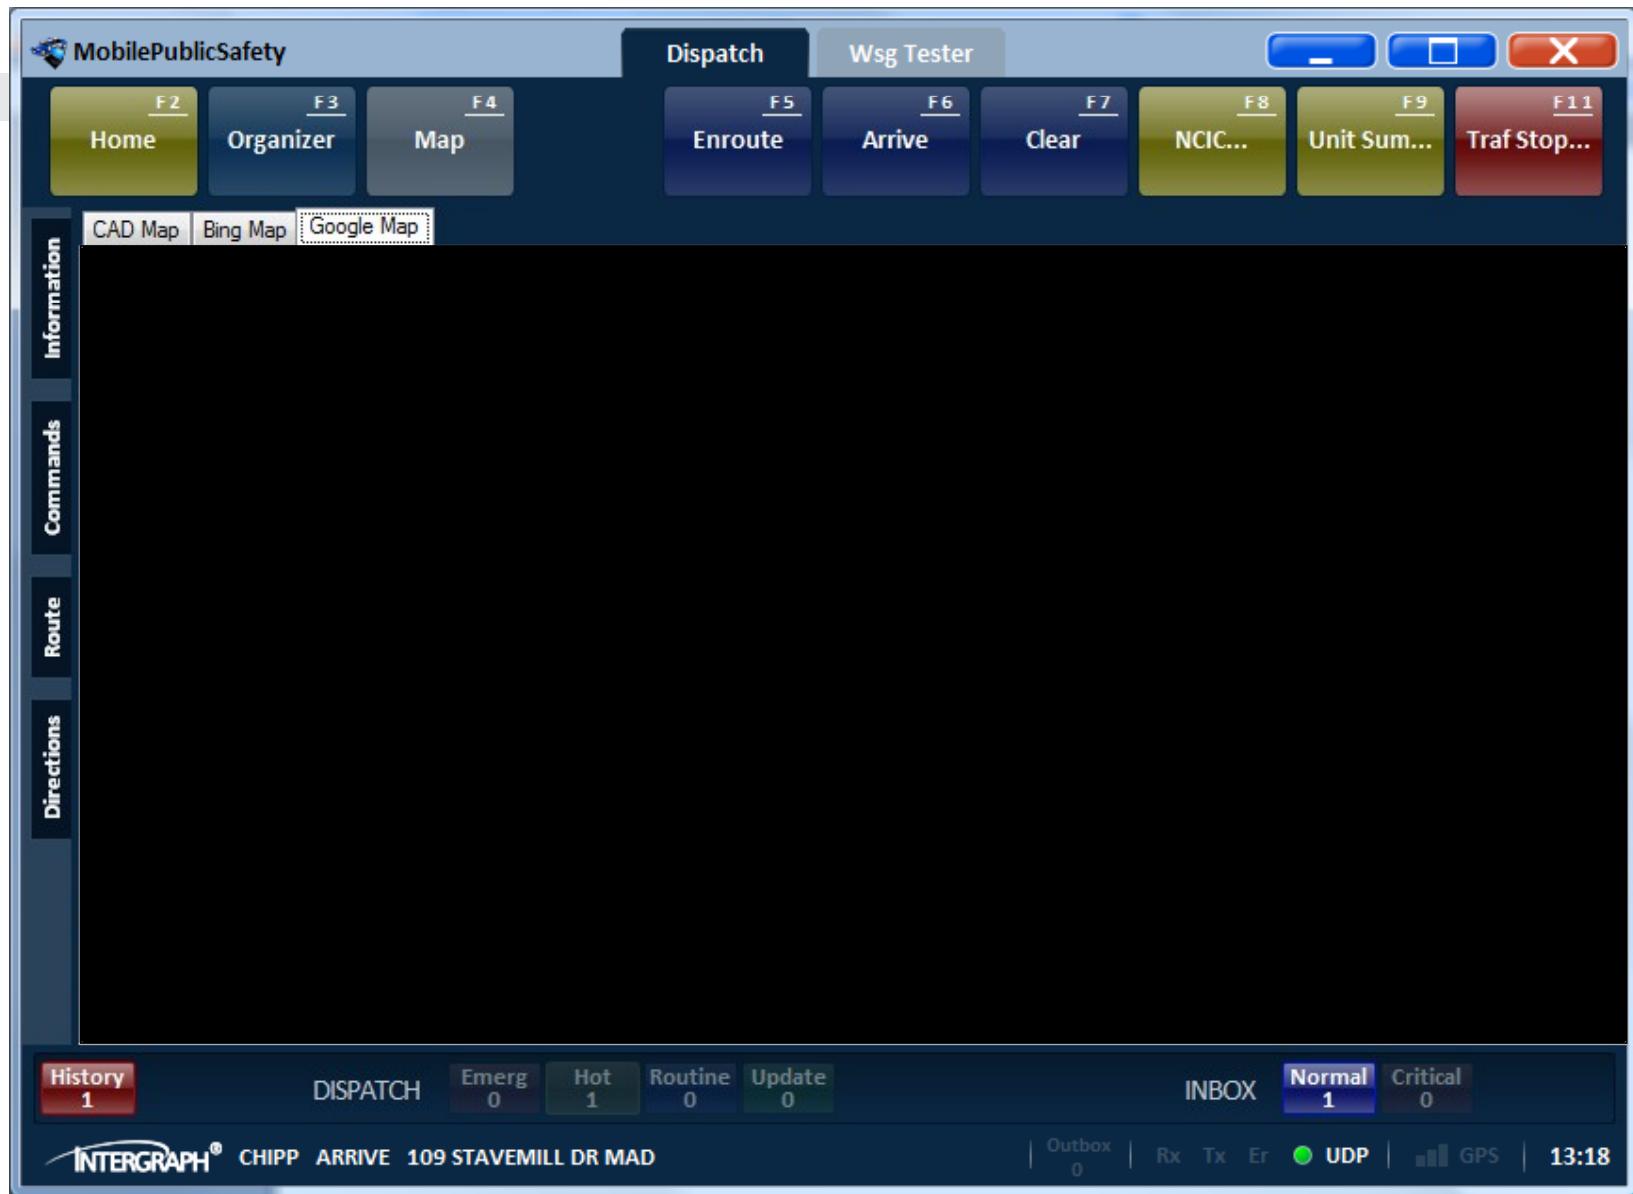 MobilePublicSafety
Dispatch
Wsg Tester
F2
Home
F3
Organizer
F4
Map
F5
Enroute
F6
Arrive
F7
Clear
F8
NCIC...
F9
Unit Sum...
F11
Traf Stop...
CAD Map
Bing Map
Google Map
Information
Commands
Route
Directions
History
1
DISPATCH
Emerg
0
Hot
1
Routine
0
Update
0
INBOX
Normal
1
Critical
0
INTERGRAPH® CHIPP ARRIVE 109 STAVEMILL DR MAD
Outbox
0
Rx Tx Er UDP GPS 13:18